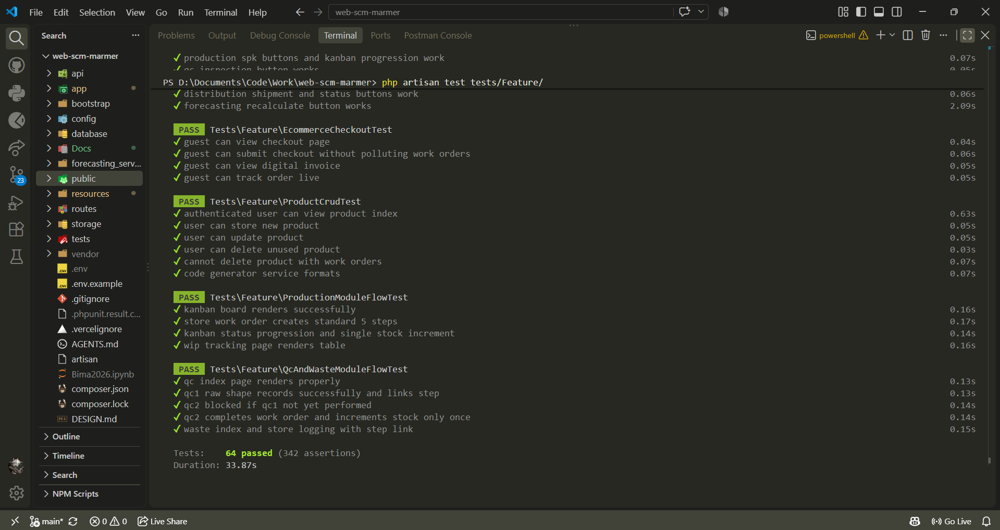 File Edit Selection View Go Run Terminal Help
web-scm-marmer
Search
web-scm-marmer
api
app
bootstrap
config
database
Docs
forecasting_serv...
public
resources
routes
storage
tests
vendor
.env
.env.example
.gitignore
.phpunit.result.c...
.vercelignore
AGENTS.md
artisan
Bima2026.ipynb
composer.json
composer.lock
DESIGN.md
Outline
Timeline
Search
NPM Scripts
23
Problems Output Debug Console Terminal Ports Postman Console
powershell
✓ production spk buttons and kanban progression work 0.07s
✓ qc inspection button works 0.05s
PS D:\Documents\Code\Work\web-scm-marmer> php artisan test tests/Feature/
✓ distribution shipment and status buttons work 0.06s
✓ forecasting recalculate button works 2.09s
PASS Tests\Feature\EcommerceCheckoutTest
✓ guest can view checkout page 0.04s
✓ guest can submit checkout without polluting work orders 0.06s
✓ guest can view digital invoice 0.05s
✓ guest can track order live 0.05s
PASS Tests\Feature\ProductCrudTest
✓ authenticated user can view product index 0.63s
✓ user can store new product 0.05s
✓ user can update product 0.05s
✓ user can delete unused product 0.03s
✓ cannot delete product with work orders 0.07s
✓ code generator service formats 0.07s
PASS Tests\Feature\ProductionModuleFlowTest
✓ kanban board renders successfully 0.16s
✓ store work order creates standard 5 steps 0.17s
✓ kanban status progression and single stock increment 0.14s
✓ wip tracking page renders table 0.16s
PASS Tests\Feature\QcAndWasteModuleFlowTest
✓ qc index page renders properly 0.13s
✓ qc1 raw shape records successfully and links step 0.13s
✓ qc2 blocked if qc1 not yet performed 0.14s
✓ qc2 completes work order and increments stock only once 0.14s
✓ waste index and store logging with step link 0.15s
Tests: 64 passed (342 assertions)
Duration: 33.87s
main* 0 0 Live Share Go Live